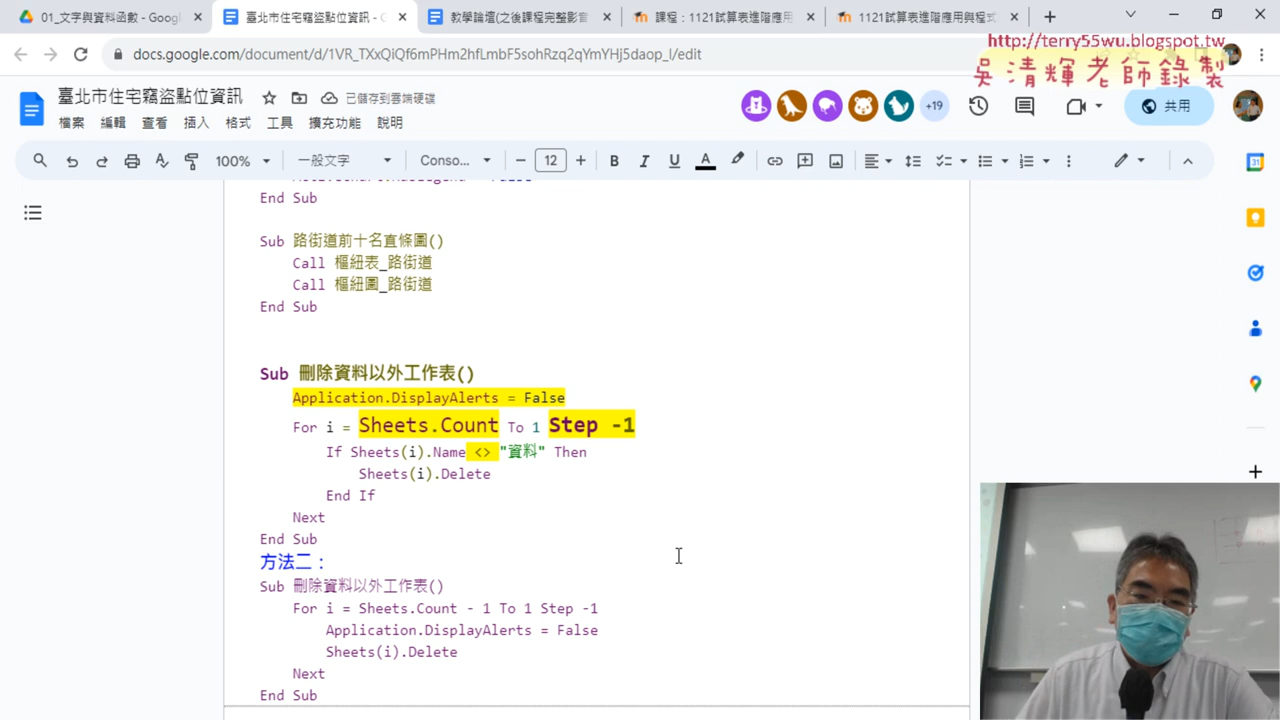 01_文字與資料函數 - Googl
臺北市住宅竊盜點位資訊 - G
教學論壇(之後課程完整影音
課程：1121試算表進階應用
1121試算表進階應用與程式
docs.google.com/document/d/1VR_TXxQiQf6mPHm2hfLmbF5sohRzq2qYmYHj5daop_I/edit
http://terry55wu.blogspot.tw
吳清輝老師錄製
臺北市住宅竊盜點位資訊
已儲存到雲端硬碟
檔案 編輯 查看 插入 格式 工具 擴充功能 說明
+19
共用
100% 一般文字 Conso... 12 B I U A
End Sub
Sub 路街道前十名直條圖()
Call 樞紐表_路街道
Call 樞紐圖_路街道
End Sub
Sub 刪除資料以外工作表()
Application.DisplayAlerts = False
For i = Sheets.Count To 1 Step -1
If Sheets(i).Name <> "資料" Then
Sheets(i).Delete
End If
Next
End Sub
方法二：
Sub 刪除資料以外工作表()
For i = Sheets.Count - 1 To 1 Step -1
Application.DisplayAlerts = False
Sheets(i).Delete
Next
End Sub